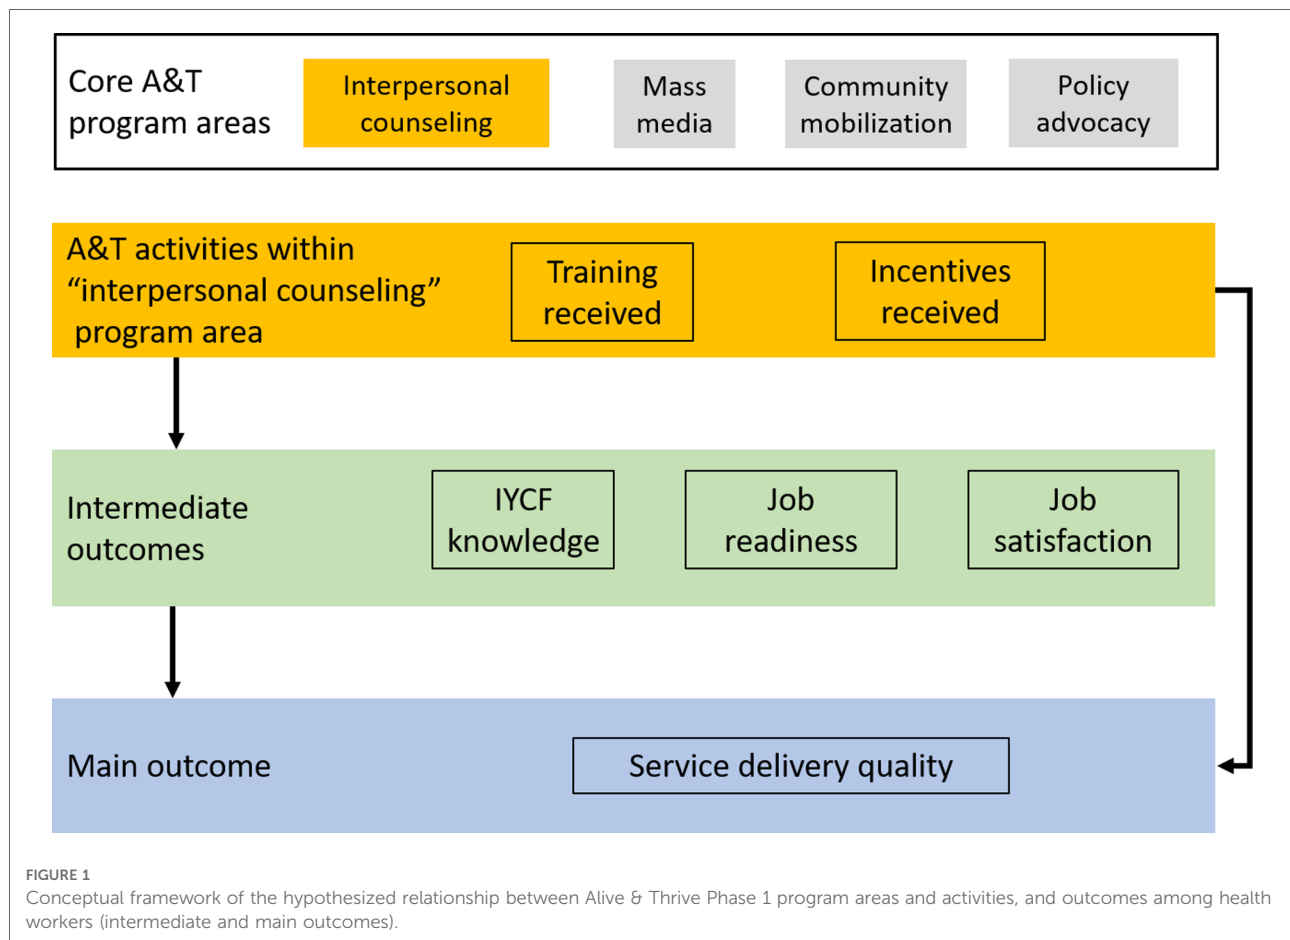 Core A&T
program areas
Interpersonal
counseling
Mass
media
Community
mobilization
Policy
advocacy
A&T activities within
“interpersonal counseling”
program area
Training
received
Incentives
received
Intermediate
outcomes
IYCF
knowledge
Job
readiness
Job
satisfaction
Main outcome
Service delivery quality
FIGURE 1
Conceptual framework of the hypothesized relationship between Alive & Thrive Phase 1 program areas and activities, and outcomes among health
workers (intermediate and main outcomes).